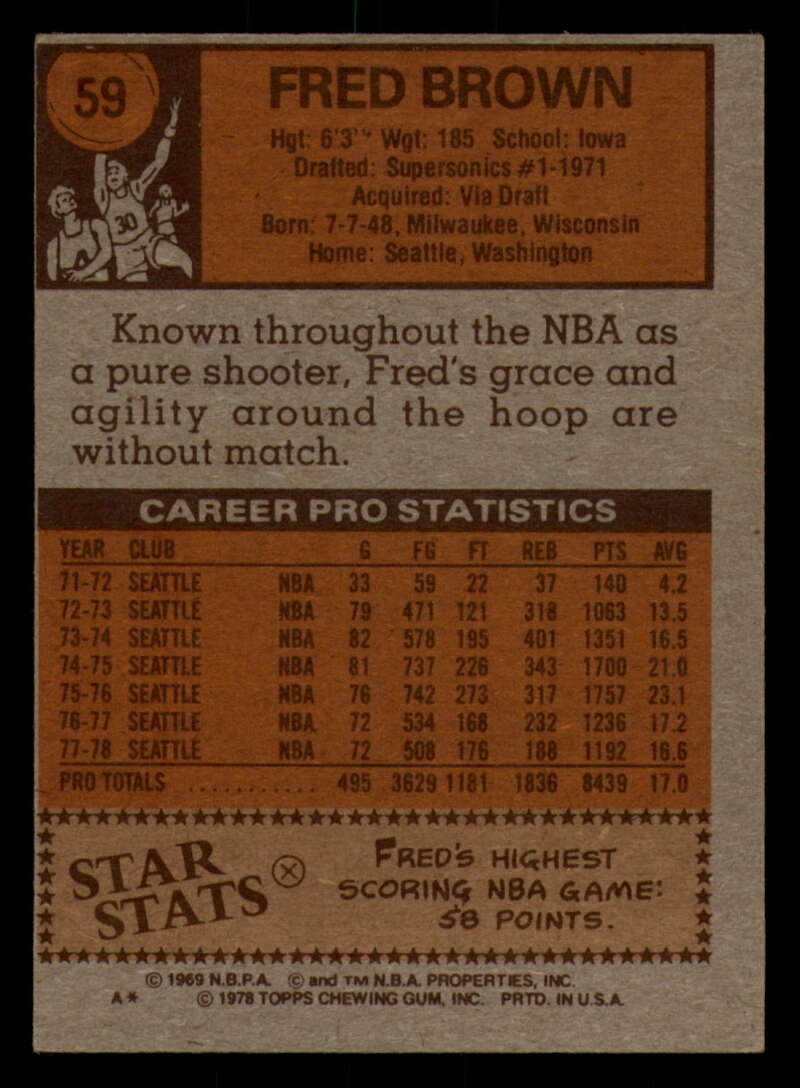 59
30
FRED BROWN
Hgt: 6'3" Wgt: 185 School: Iowa
Drafted: Supersonics #1-1971
Acquired: Via Draft
Born: 7-7-48, Milwaukee, Wisconsin
Home: Seattle, Washington
Known throughout the NBA as
a pure shooter, Fred's grace and
agility around the hoop are
without match.
CAREER PRO STATISTICS
YEAR CLUB G FG FT REB PTS AVG
71-72 SEATTLE NBA 33 59 22 37 140 4.2
72-73 SEATTLE NBA 79 471 121 318 1063 13.5
73-74 SEATTLE NBA 82 578 195 401 1351 16.5
74-75 SEATTLE NBA 81 737 226 343 1700 21.0
75-76 SEATTLE NBA 76 742 273 317 1757 23.1
76-77 SEATTLE NBA 72 534 168 232 1236 17.2
77-78 SEATTLE NBA 72 508 176 188 1192 16.6
PRO TOTALS ........... 495 3629 1181 1836 8439 17.0
STAR
STATS
FRED'S HIGHEST
SCORING NBA GAME:
58 POINTS.
© 1969 N.B.P.A. © and TM N.B.A. PROPERTIES, INC.
A* © 1978 TOPPS CHEWING GUM, INC. PRTD. IN U.S.A.